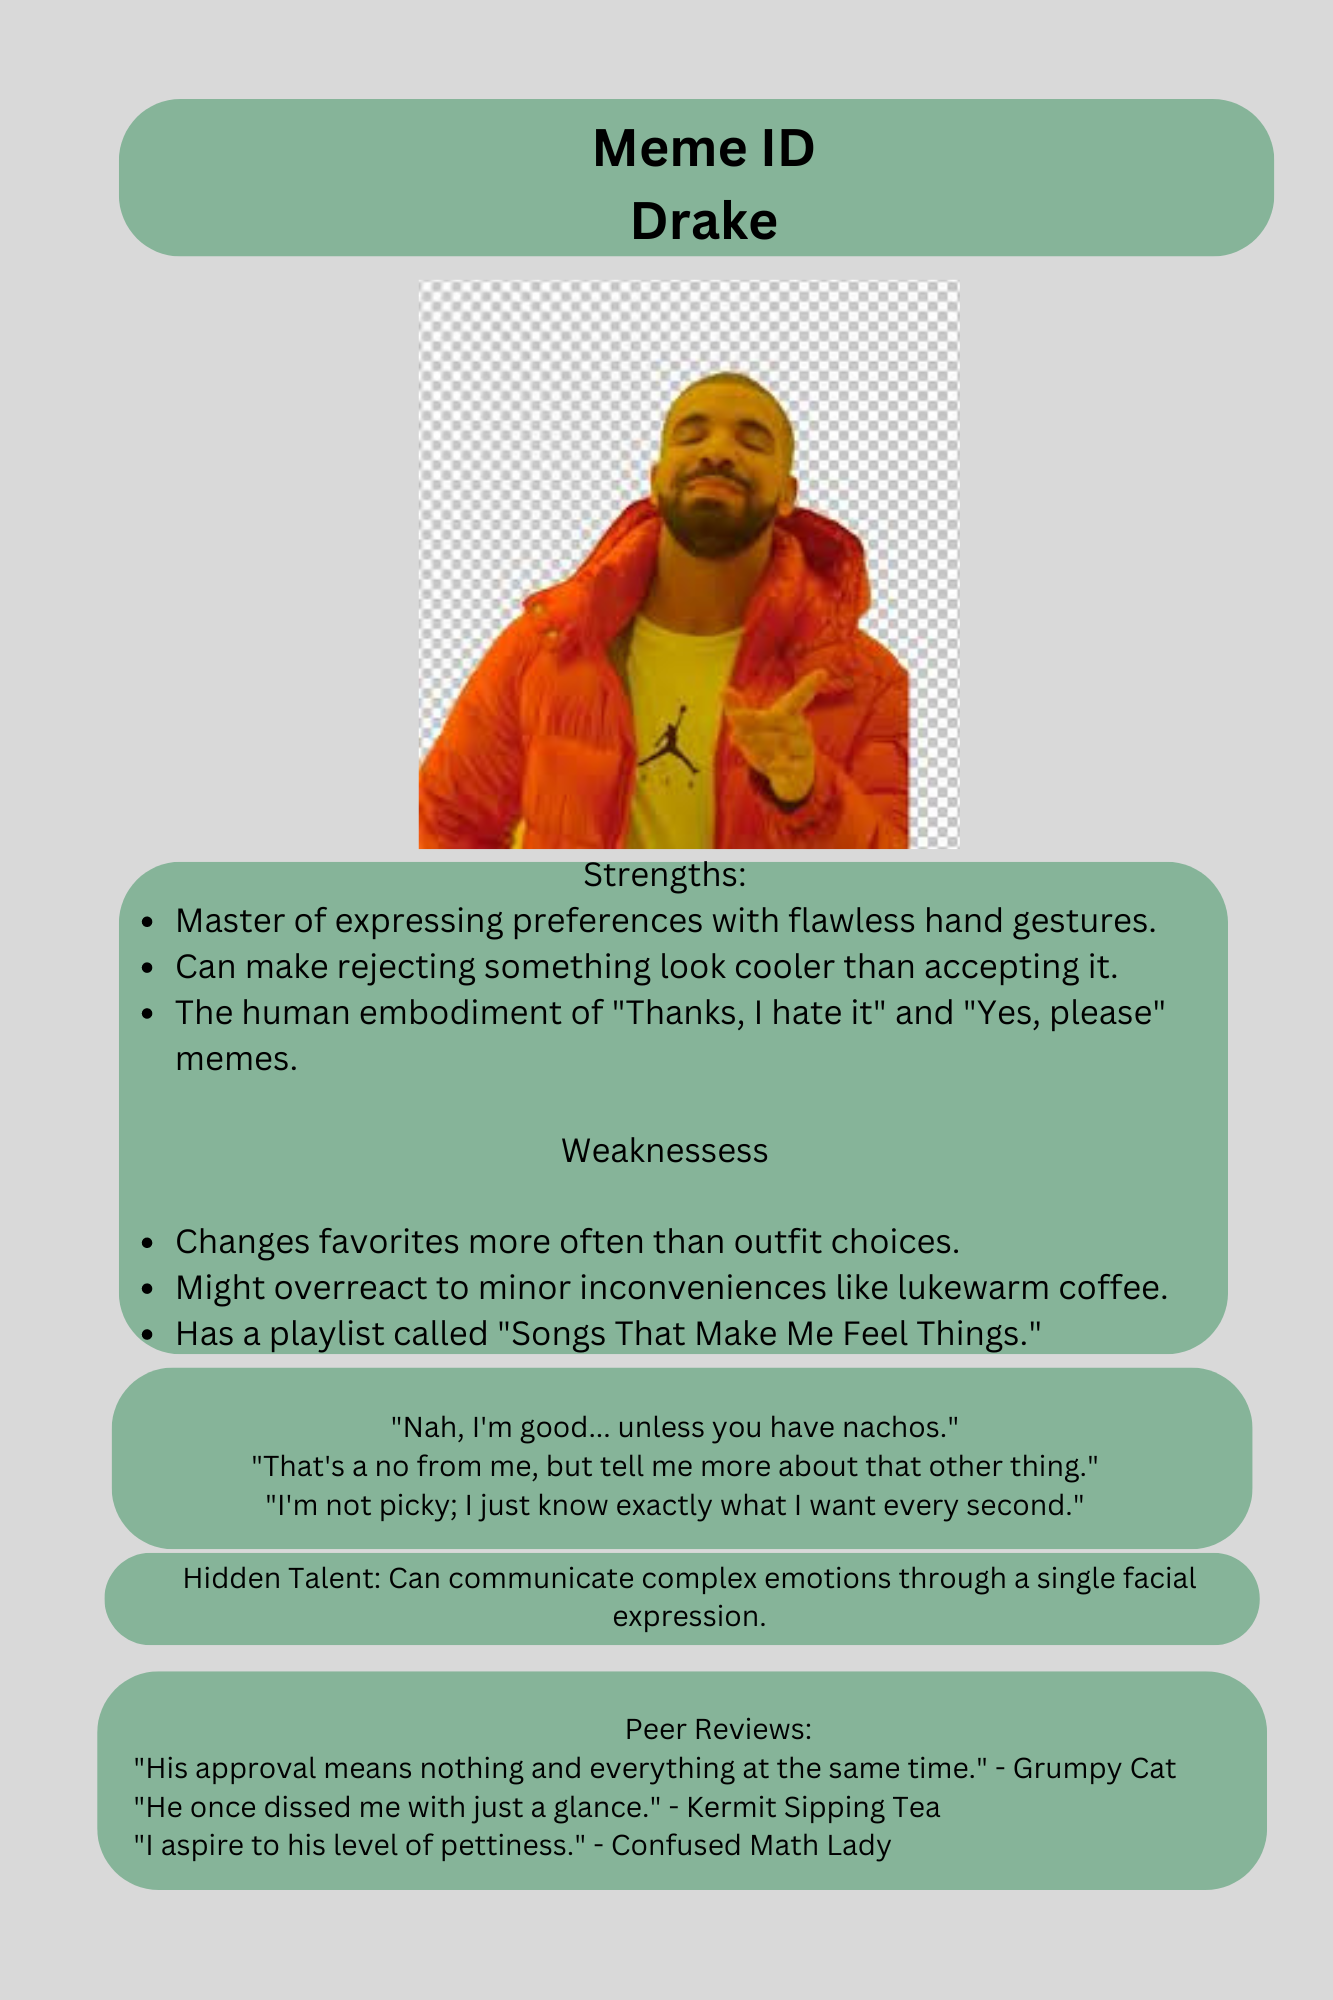 Meme ID
Drake
Strengths:
• Master of expressing preferences with flawless hand gestures.
• Can make rejecting something look cooler than accepting it.
• The human embodiment of "Thanks, I hate it" and "Yes, please"
memes.
Weaknessess
• Changes favorites more often than outfit choices.
• Might overreact to minor inconveniences like lukewarm coffee.
• Has a playlist called "Songs That Make Me Feel Things."
"Nah, I'm good... unless you have nachos."
"That's a no from me, but tell me more about that other thing."
"I'm not picky; I just know exactly what I want every second."
Hidden Talent: Can communicate complex emotions through a single facial
expression.
Peer Reviews:
"His approval means nothing and everything at the same time." - Grumpy Cat
"He once dissed me with just a glance." - Kermit Sipping Tea
"I aspire to his level of pettiness." - Confused Math Lady